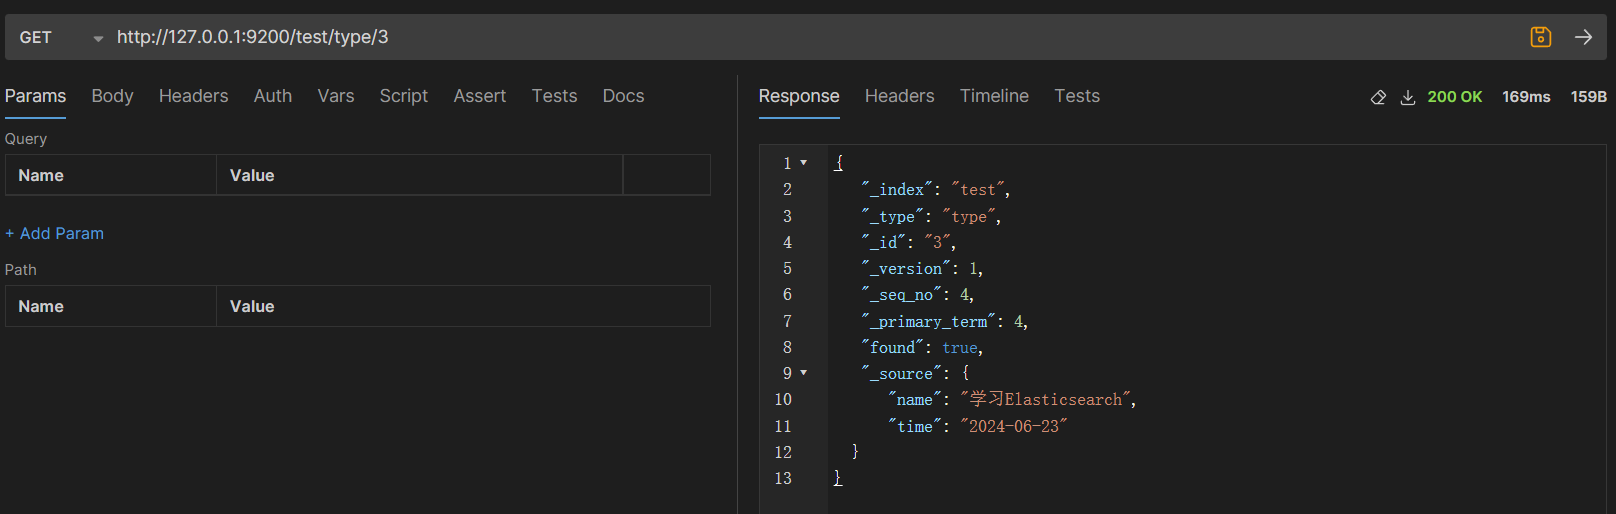 GET http://127.0.0.1:9200/test/type/3
Params Body Headers Auth Vars Script Assert Tests Docs
Query
Name Value
+ Add Param
Path
Name Value
Response Headers Timeline Tests 200 OK 169ms 159B
1 {
2 "_index": "test",
3 "_type": "type",
4 "_id": "3",
5 "_version": 1,
6 "_seq_no": 4,
7 "_primary_term": 4,
8 "found": true,
9 "_source": {
10 "name": "学习Elasticsearch",
11 "time": "2024-06-23"
12 }
13 }